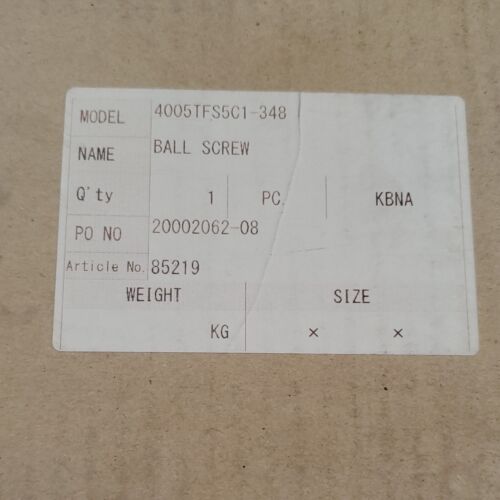 MODEL 4005TFS5C1-348
NAME BALL SCREW
Q'ty 1 PC. KBNA
PO NO 20002062-08
Article No. 85219
WEIGHT SIZE
KG × ×